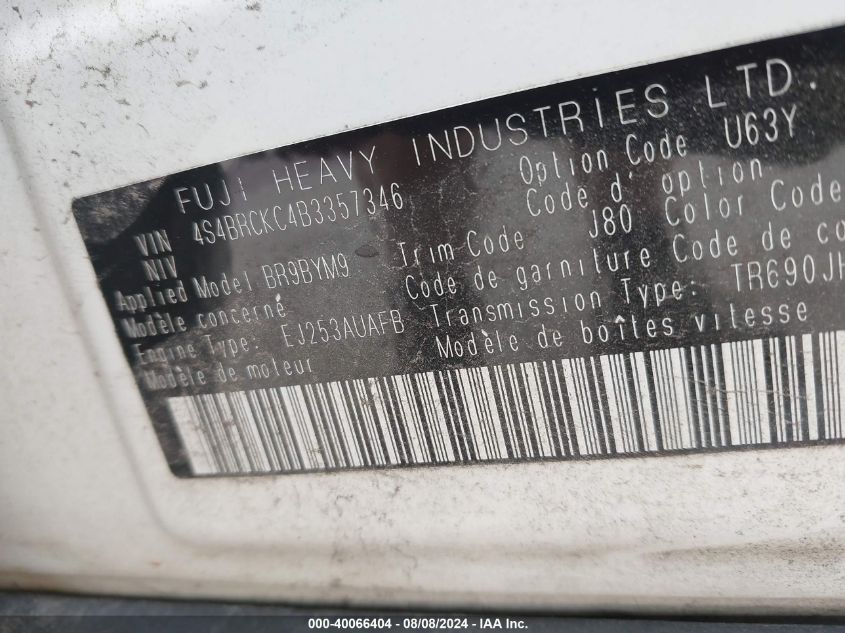 FUJI HEAVY INDUSTRIES LTD.
VIN 4S4BRCKC4B3357346 Option Code U63Y
NIV Code d' option
Applied Model BR9BYM9 Trim Code J80 Color Code
Modèle concerné Code de garniture Code de co
Engine Type: EJ253AUAFB Transmission Type: TR690JH
Modèle de moteur Modèle de boîtes vitesse
000-40066404 - 08/08/2024 - IAA Inc.